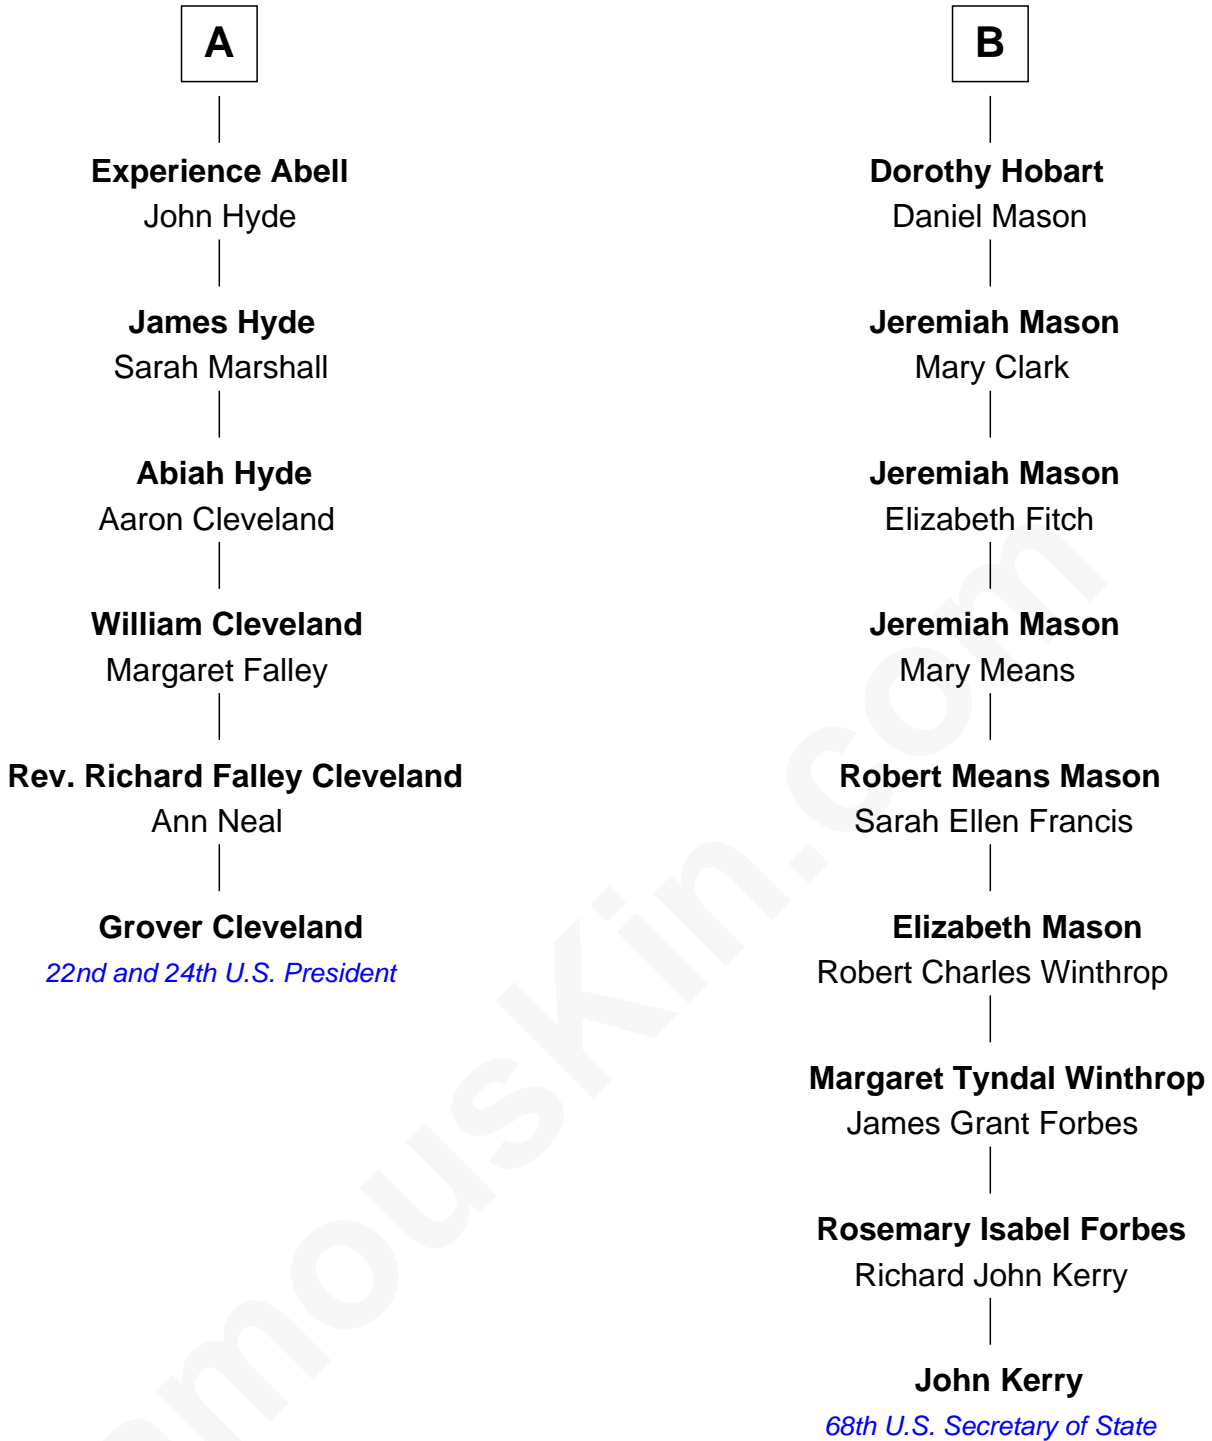 A
Experience Abell
John Hyde
James Hyde
Sarah Marshall
Abiah Hyde
Aaron Cleveland
William Cleveland
Margaret Falley
Rev. Richard Falley Cleveland
Ann Neal
Grover Cleveland
22nd and 24th U.S. President
B
Dorothy Hobart
Daniel Mason
Jeremiah Mason
Mary Clark
Jeremiah Mason
Elizabeth Fitch
Jeremiah Mason
Mary Means
Robert Means Mason
Sarah Ellen Francis
Elizabeth Mason
Robert Charles Winthrop
Margaret Tyndal Winthrop
James Grant Forbes
Rosemary Isabel Forbes
Richard John Kerry
John Kerry
68th U.S. Secretary of State
amouskin.com